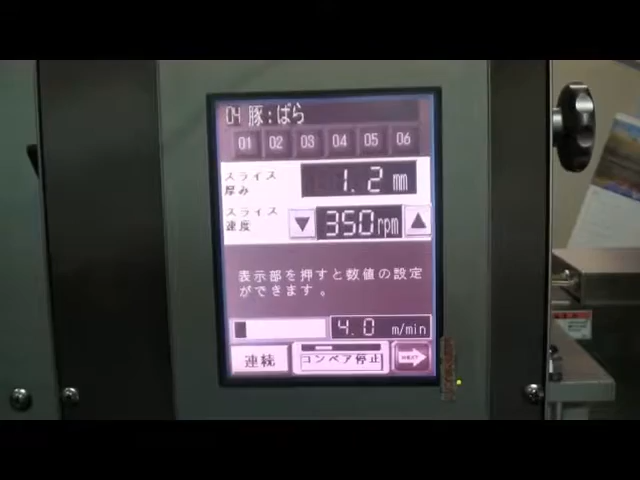 04 豚:ばら
01 02 03 04 05 06
スライス
厚み
1.2 mm
スライス
速度
▼ 350rpm ▲
表示部を押すと数値の設定
ができます。
4.0 m/min
連続
コンベア停止
NEXT